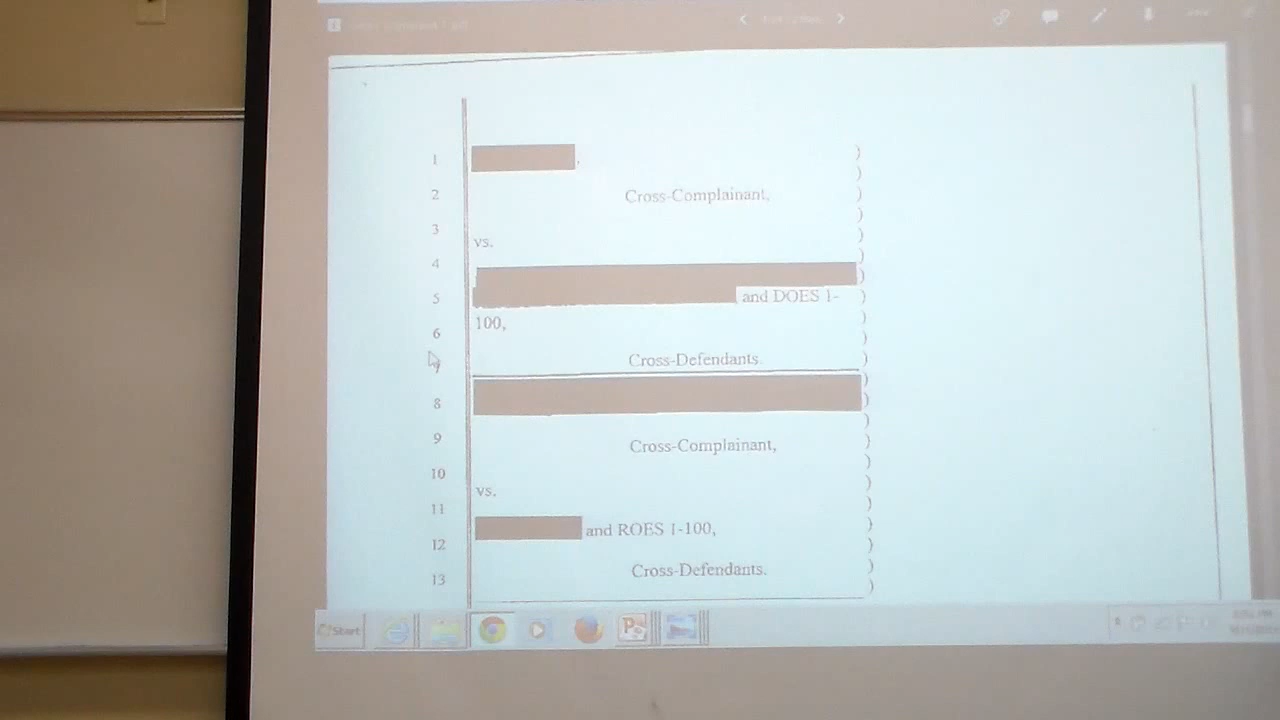 1 ,
2 Cross-Complainant,
3
vs.
4
5 and DOES 1-
6 100,
7 Cross-Defendants.
8
9 Cross-Complainant,
10
vs.
11
12 and ROES 1-100,
13 Cross-Defendants.
Start